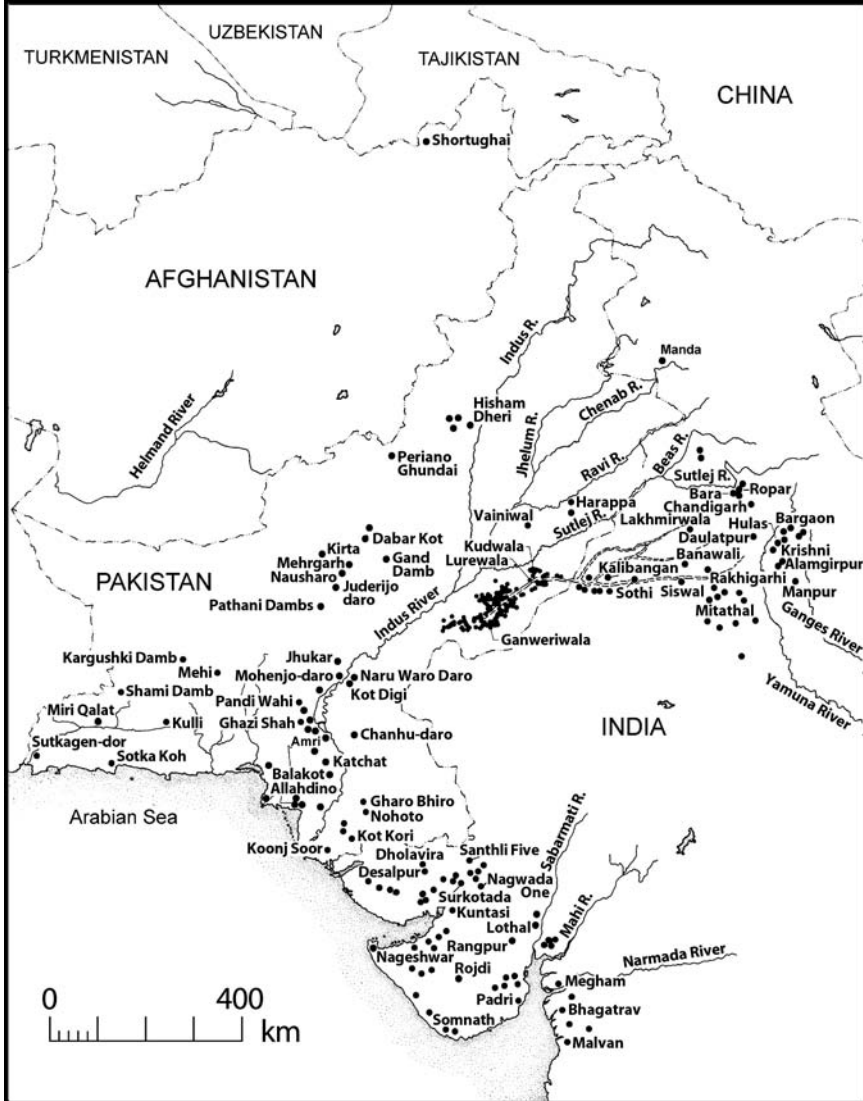 UZBEKISTAN
TURKMENISTAN
TAJIKISTAN
CHINA
Shortughai
AFGHANISTAN
Indus R.
Manda
Chenab R.
Jhelum R.
Hisham
Dheri
Helmand River
Periano
Ghundai
Ravi R.
Beas R.
Sutlej R.
Bara
Ropar
Chandigarh
Harappa
Vainiwal
Sutlej R.
Lakhmirwala
Hulas
Bargaon
Daulatpur
Dabar Kot
Kudwala
Lurewala
Kirta
Mehrgarh
Gand
Damb
Nausharo
Banawali
Krishni
Kalibangan
Alamgirpur
PAKISTAN
Juderijo
daro
Rakhigarhi
Sothi
Siswal
Manpur
Pathani Dambs
Indus River
Mitathal
Ganges River
Ganweriwala
Kargushki Damb
Jhukar
Mehi
Mohenjo-daro
Naru Waro Daro
Kot Digi
Yamuna River
Shami Damb
Pandi Wahi
Miri Qalat
Kulli
Ghazi Shah
INDIA
Chanhu-daro
Amri
Sutkagen-dor
Sotka Koh
Katchat
Balakot
Allahdino
Arabian Sea
Gharo Bhiro
Nohoto
Sabarmati R.
Kot Kori
Koonj Soor
Dholavira
Santhli Five
Desalpur
Nagwada
One
Surkotada
Kuntasi
Mahi R.
Lothal
Rangpur
Nageshwar
Narmada River
Rojdi
Megham
Padri
Bhagatrav
0 400
km
Somnath
Malvan